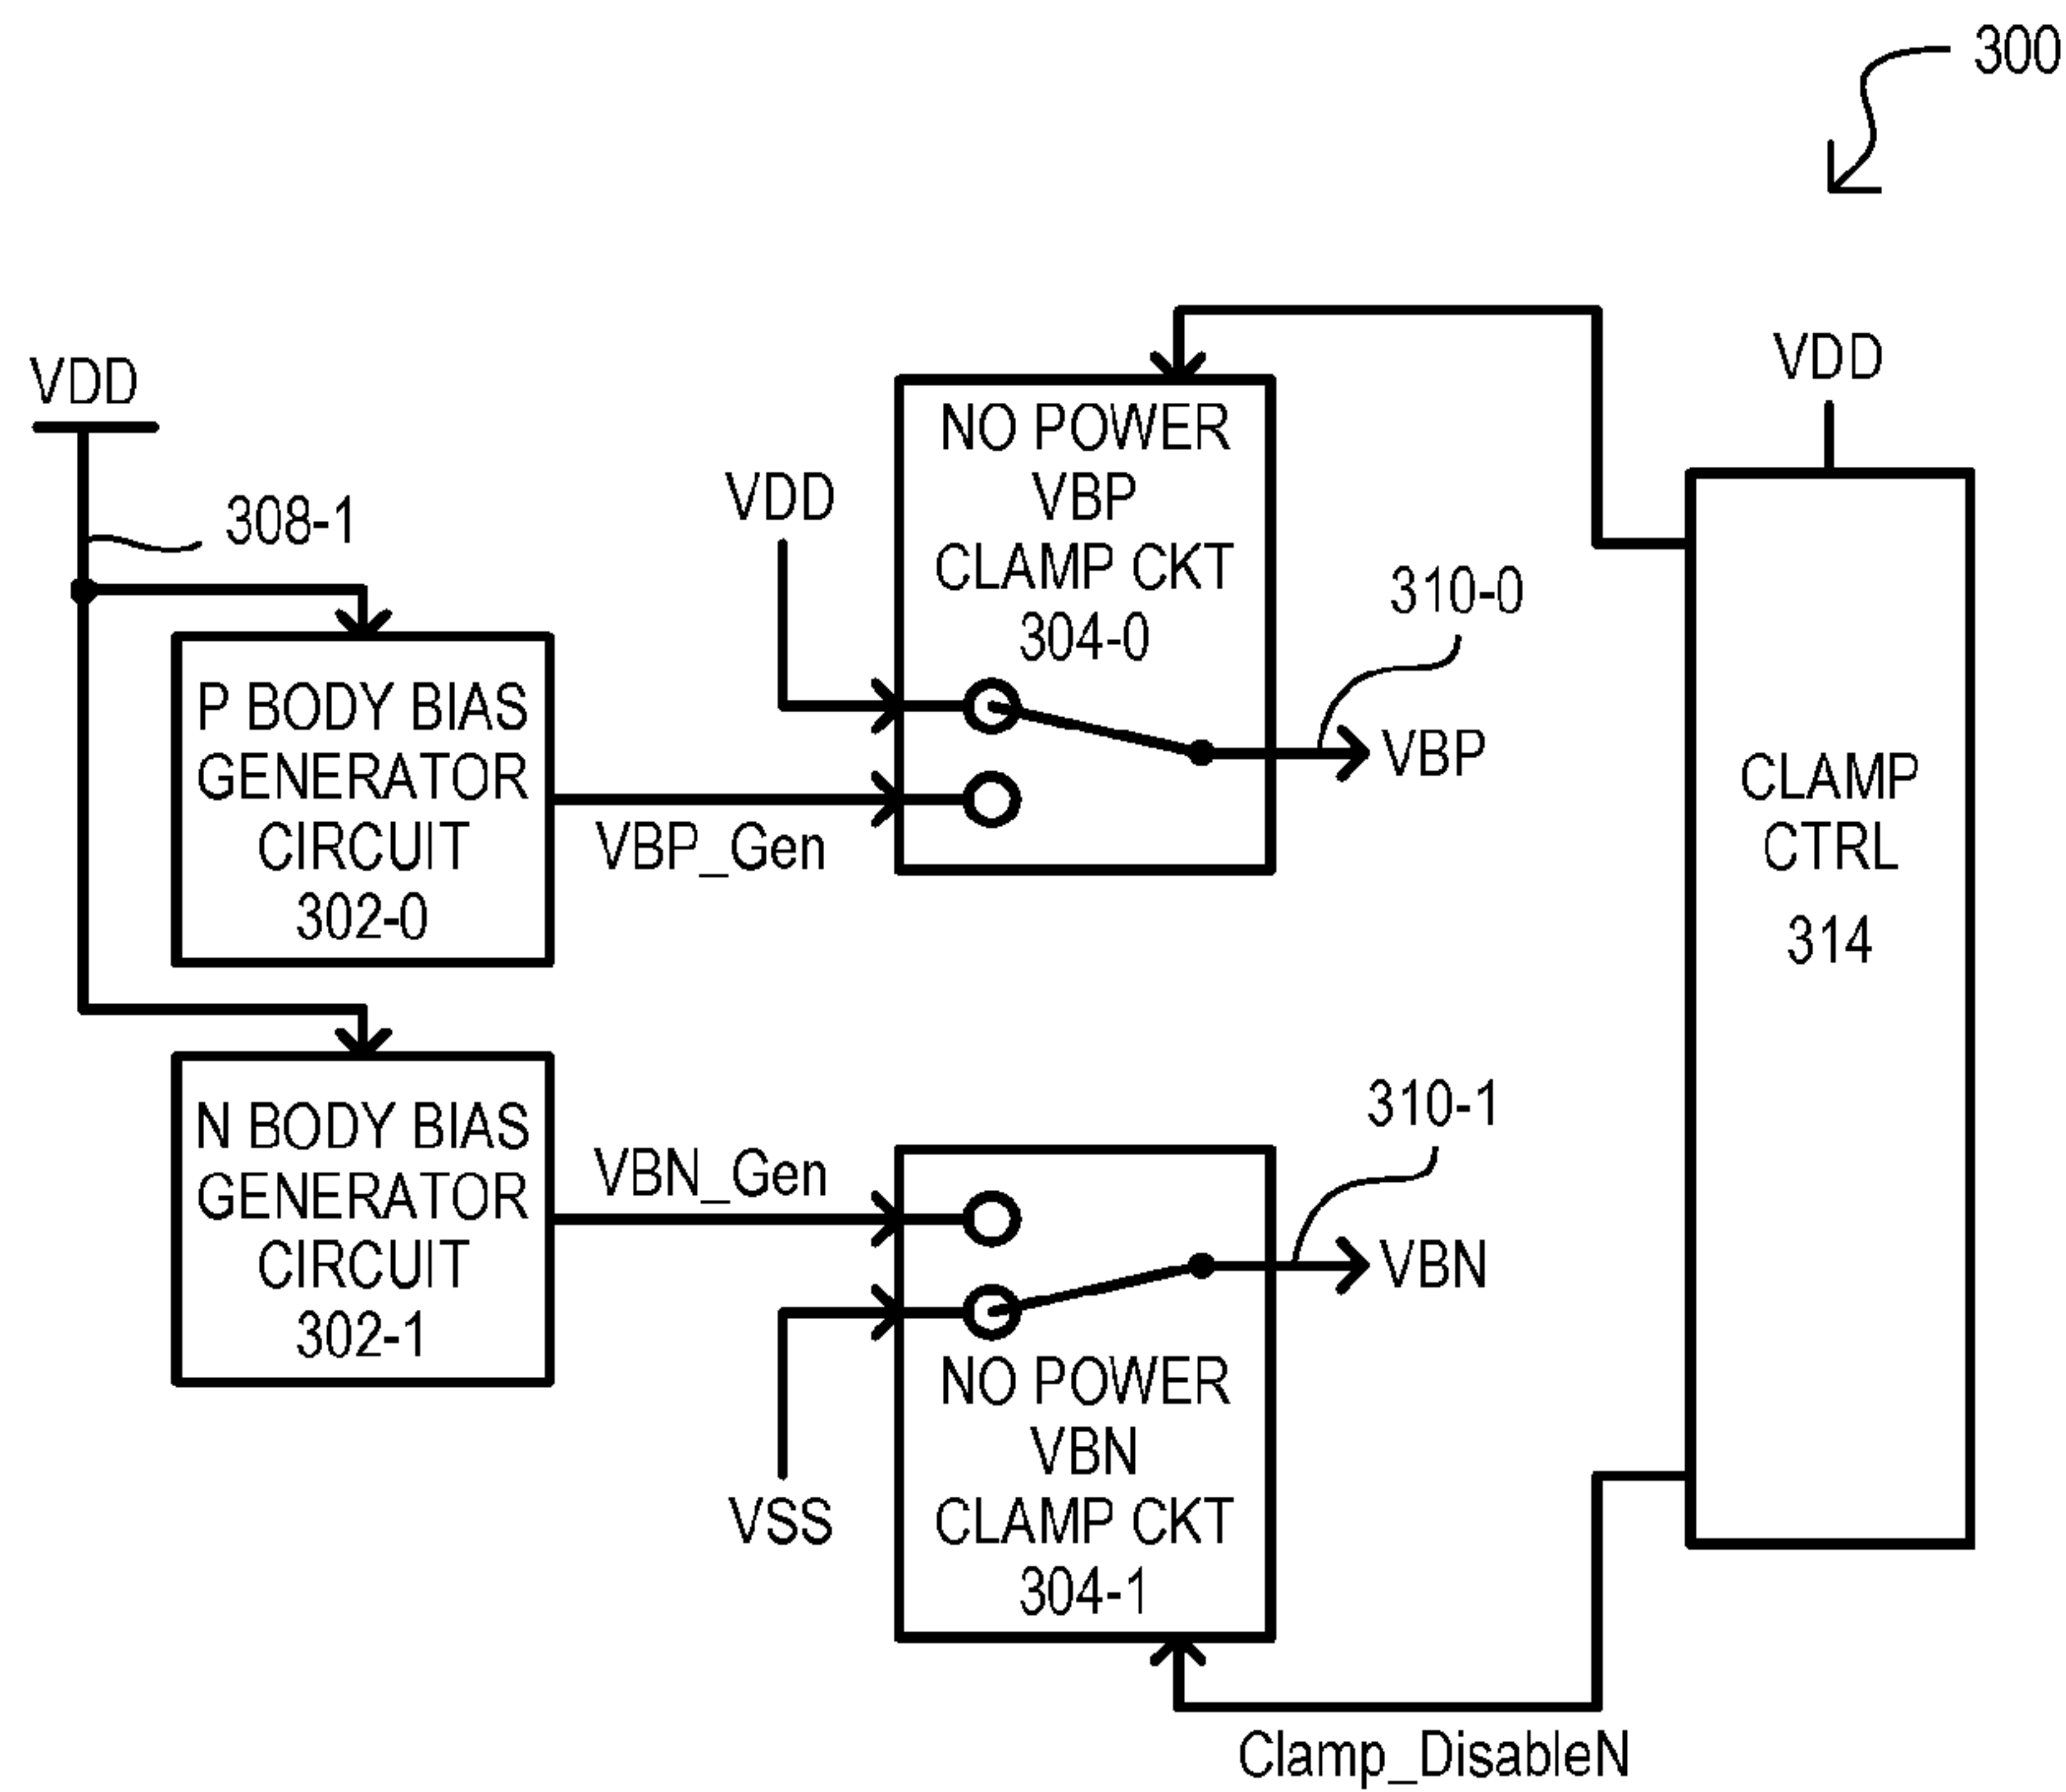 300
VDD
308-1
P BODY BIAS
GENERATOR
CIRCUIT
302-0
VBP_Gen
VDD
NO POWER
VBP
CLAMP CKT
304-0
310-0
VBP
VDD
CLAMP
CTRL
314
N BODY BIAS
GENERATOR
CIRCUIT
302-1
VBN_Gen
VSS
310-1
VBN
NO POWER
VBN
CLAMP CKT
304-1
Clamp_DisableN